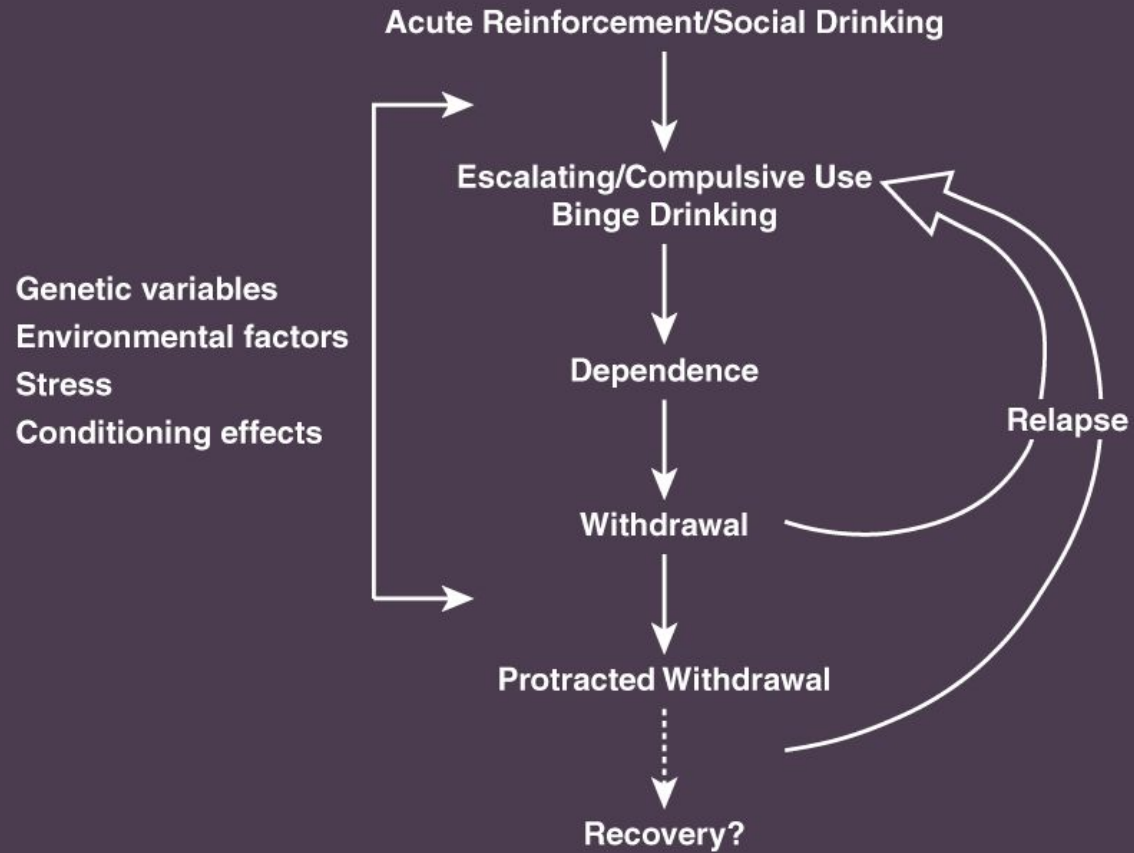 Acute Reinforcement/Social Drinking
Escalating/Compulsive Use
Binge Drinking
Genetic variables
Environmental factors
Stress
Conditioning effects
Dependence
Relapse
Withdrawal
Protracted Withdrawal
Recovery?